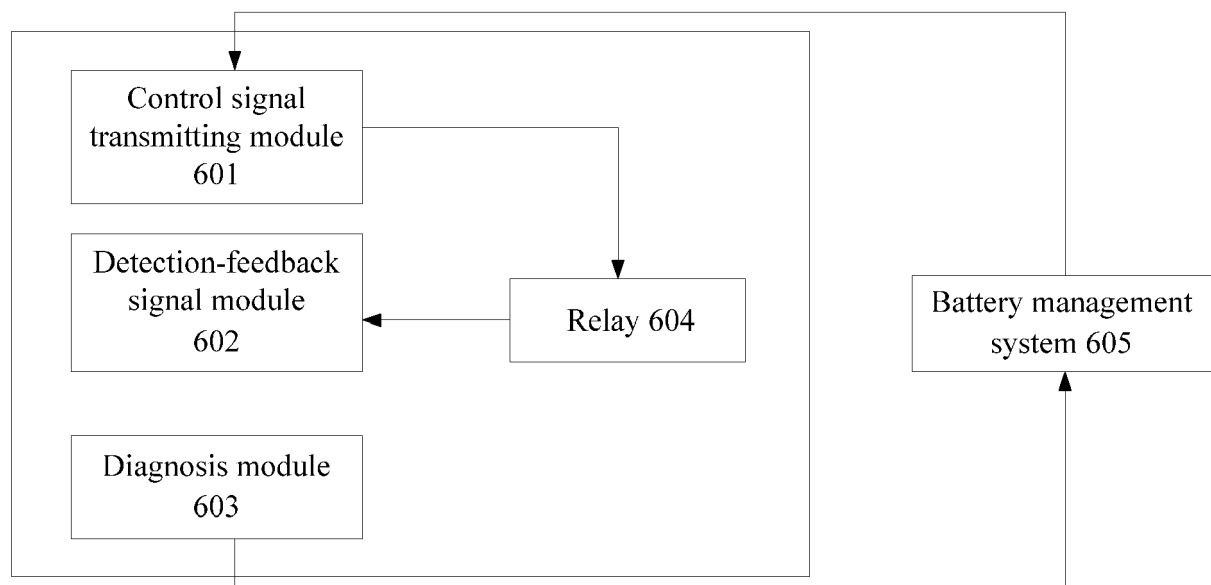 Control signal
transmitting module
601
Detection-feedback
signal module
602
Relay 604
Battery management
system 605
Diagnosis module
603